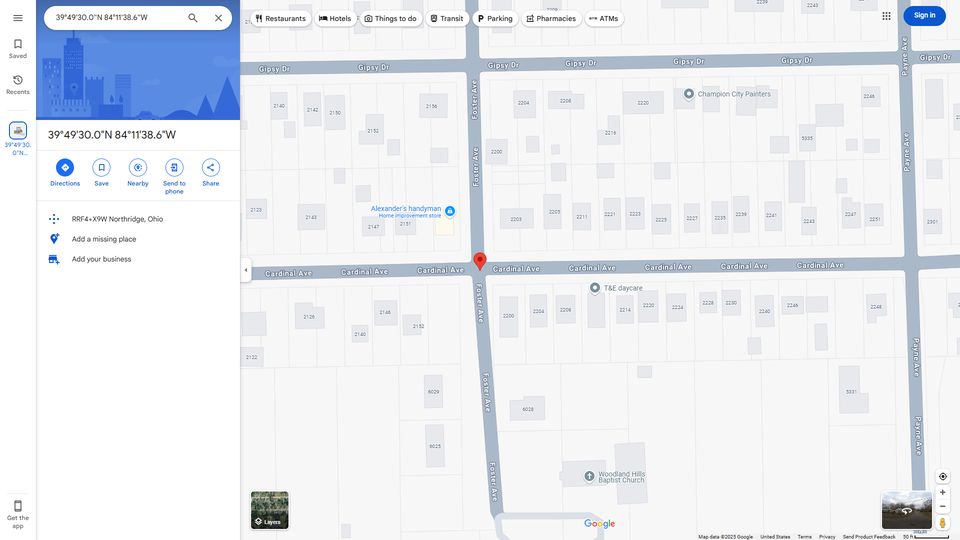 39°49'30.0"N 84°11'38.6"W
Restaurants
Hotels
Things to do
Transit
Parking
Pharmacies
ATMs
Sign in
Saved
Recents
39°49'30.
0"N...
Get the
app
39°49'30.0"N 84°11'38.6"W
Directions
Save
Nearby
Send to
phone
Share
RRF4+X9W Northridge, Ohio
Add a missing place
Add your business
Gipsy Dr
Gipsy Dr
Gipsy Dr
Gipsy Dr
Gipsy Dr
Gipsy Dr
Foster Ave
Foster Ave
Payne Ave
Payne Ave
2140
2142
2150
2156
2152
2204
2208
2220
Champion City Painters
2246
2216
5335
2200
2123
2143
2147
2151
Alexander's handyman
Home improvement store
2203
2205
2211
2221
2223
2225
2227
2235
2239
2241
2243
2247
2251
2301
Cardinal Ave
Cardinal Ave
Cardinal Ave
Cardinal Ave
Cardinal Ave
Cardinal Ave
Cardinal Ave
Cardinal Ave
T&E daycare
2126
2146
2140
2152
2122
2200
2204
2208
2214
2220
2224
2228
2230
2240
2246
2248
Foster Ave
Foster Ave
Foster Ave
Payne Ave
Payne Ave
6029
6025
6028
5331
Woodland Hills
Baptist Church
Layers
Google
Map data ©2025 Google United States Terms Privacy Send Product Feedback 50 ft